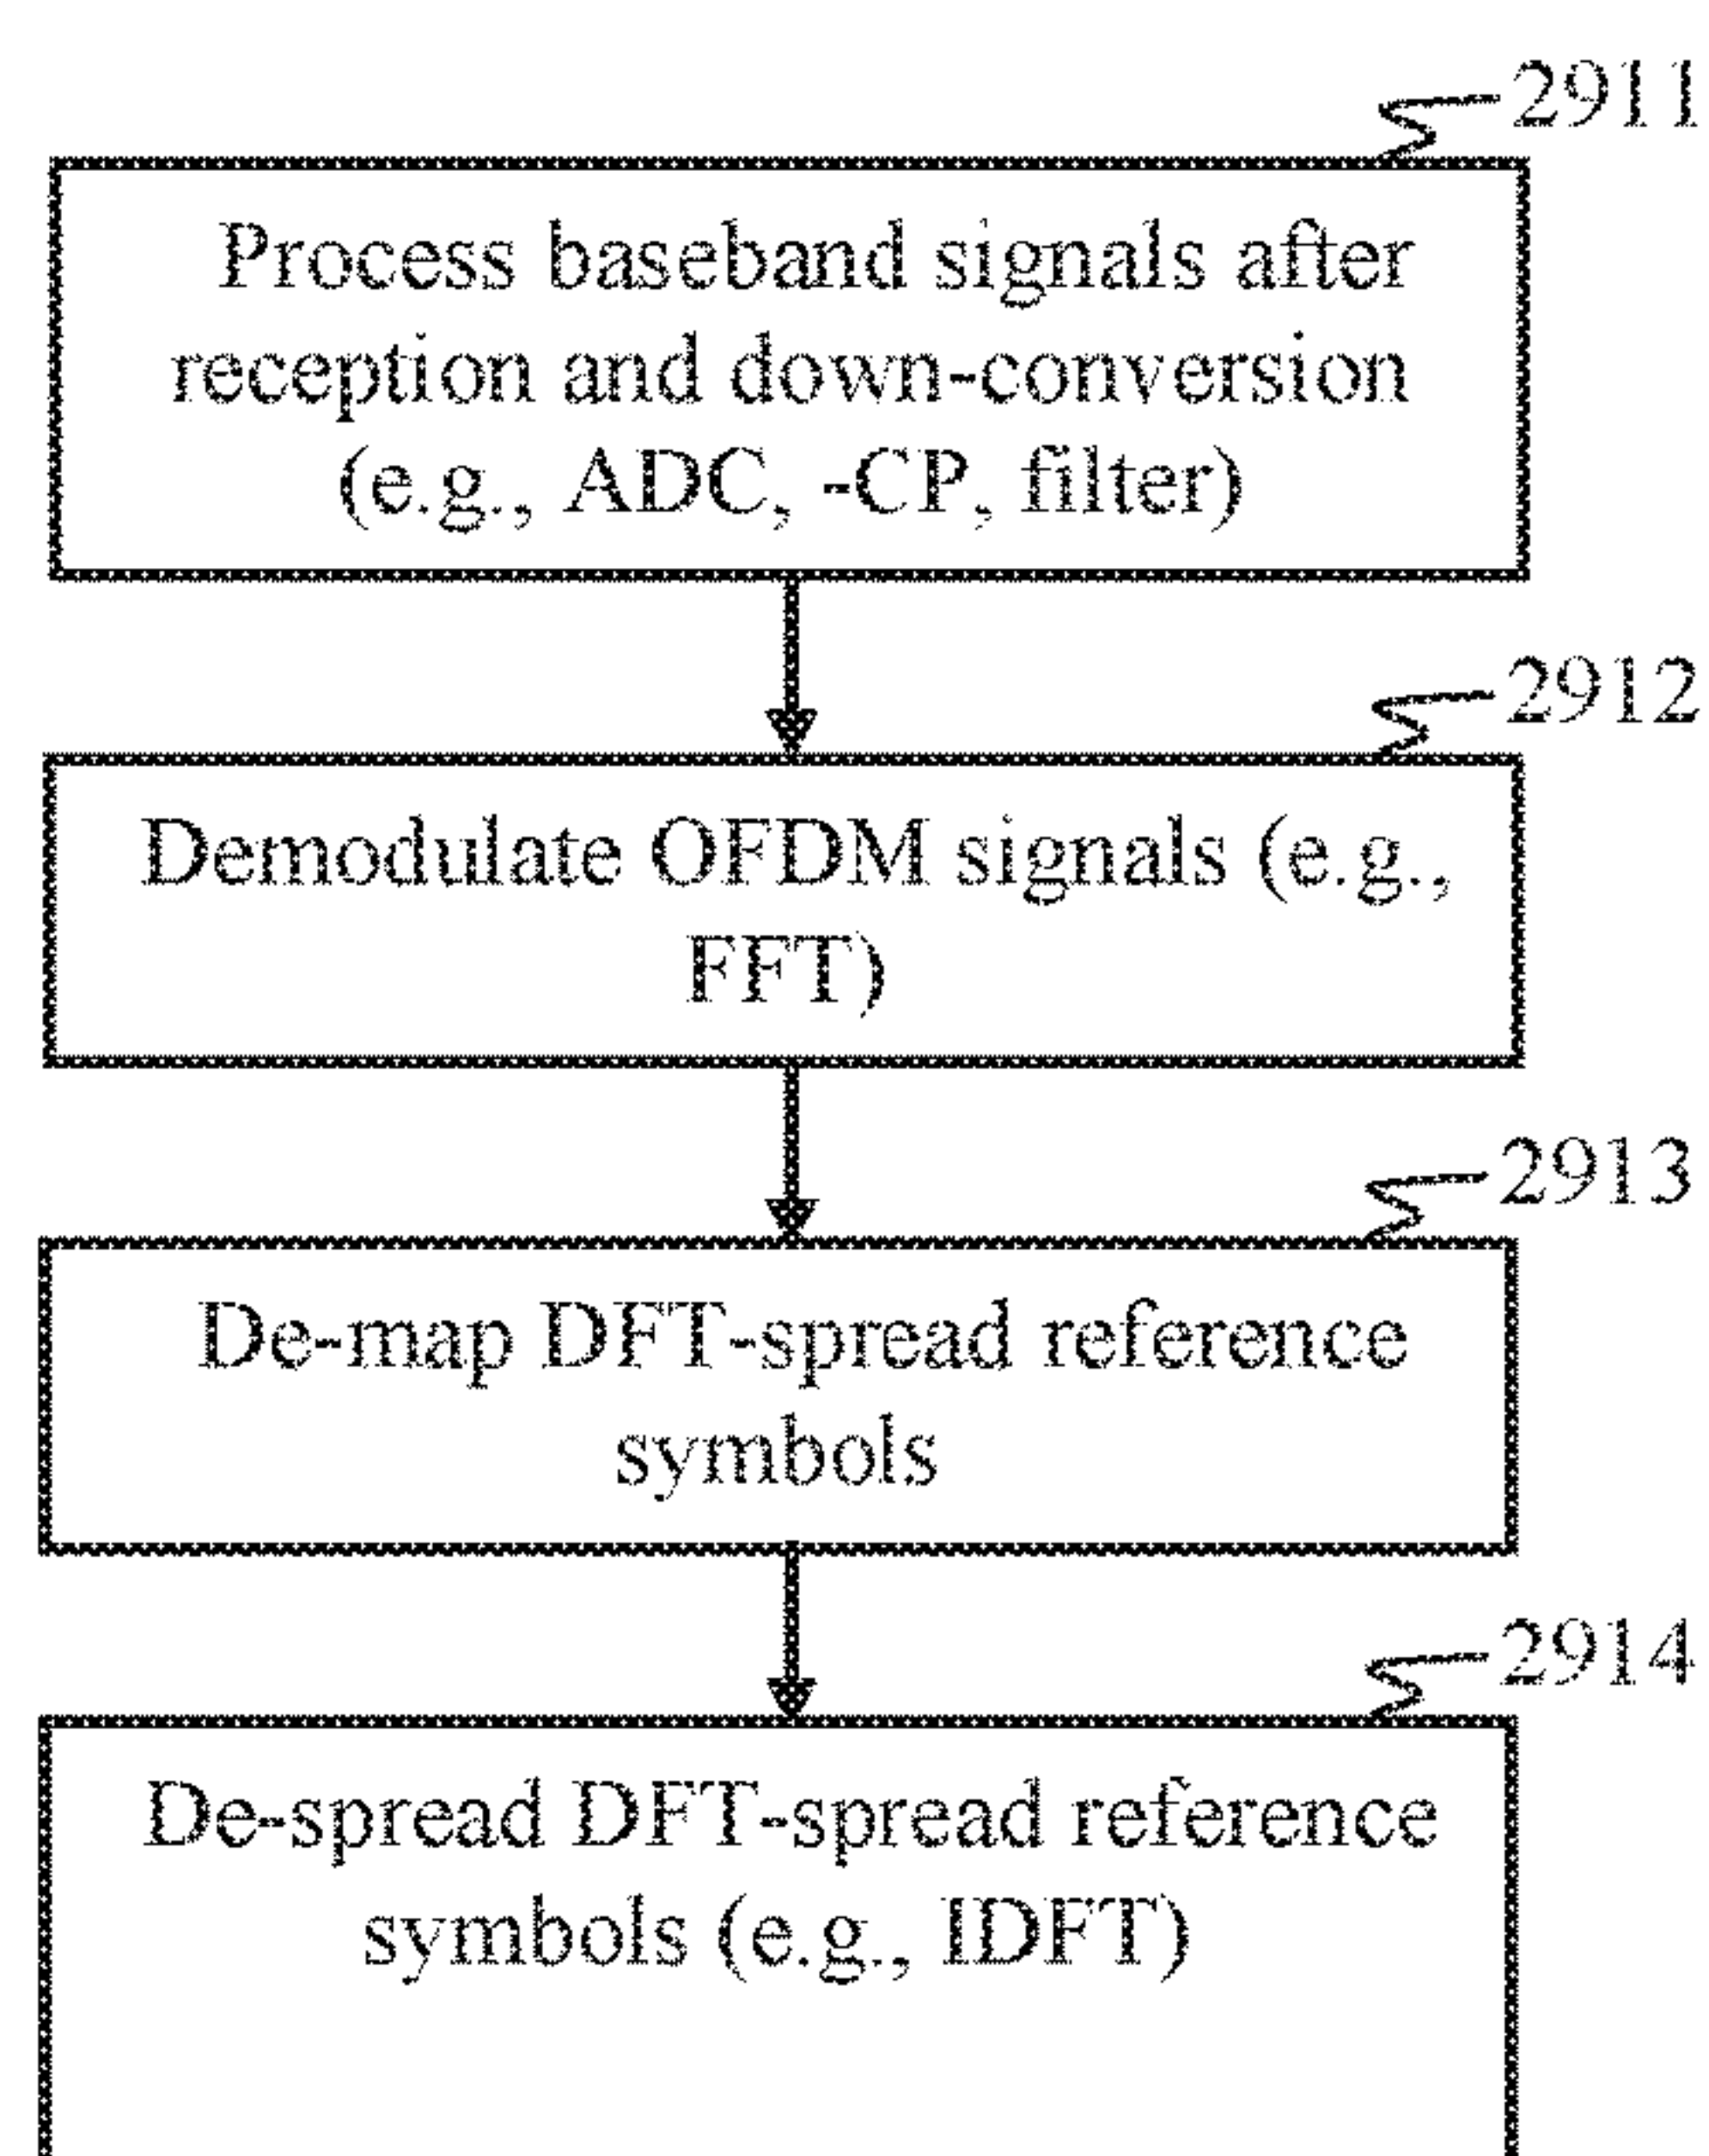 2911
Process baseband signals after
reception and down-conversion
(e.g., ADC, -CP, filter)
2912
Demodulate OFDM signals (e.g.,
FFT)
2913
De-map DFT-spread reference
symbols
2914
De-spread DFT-spread reference
symbols (e.g., IDFT)